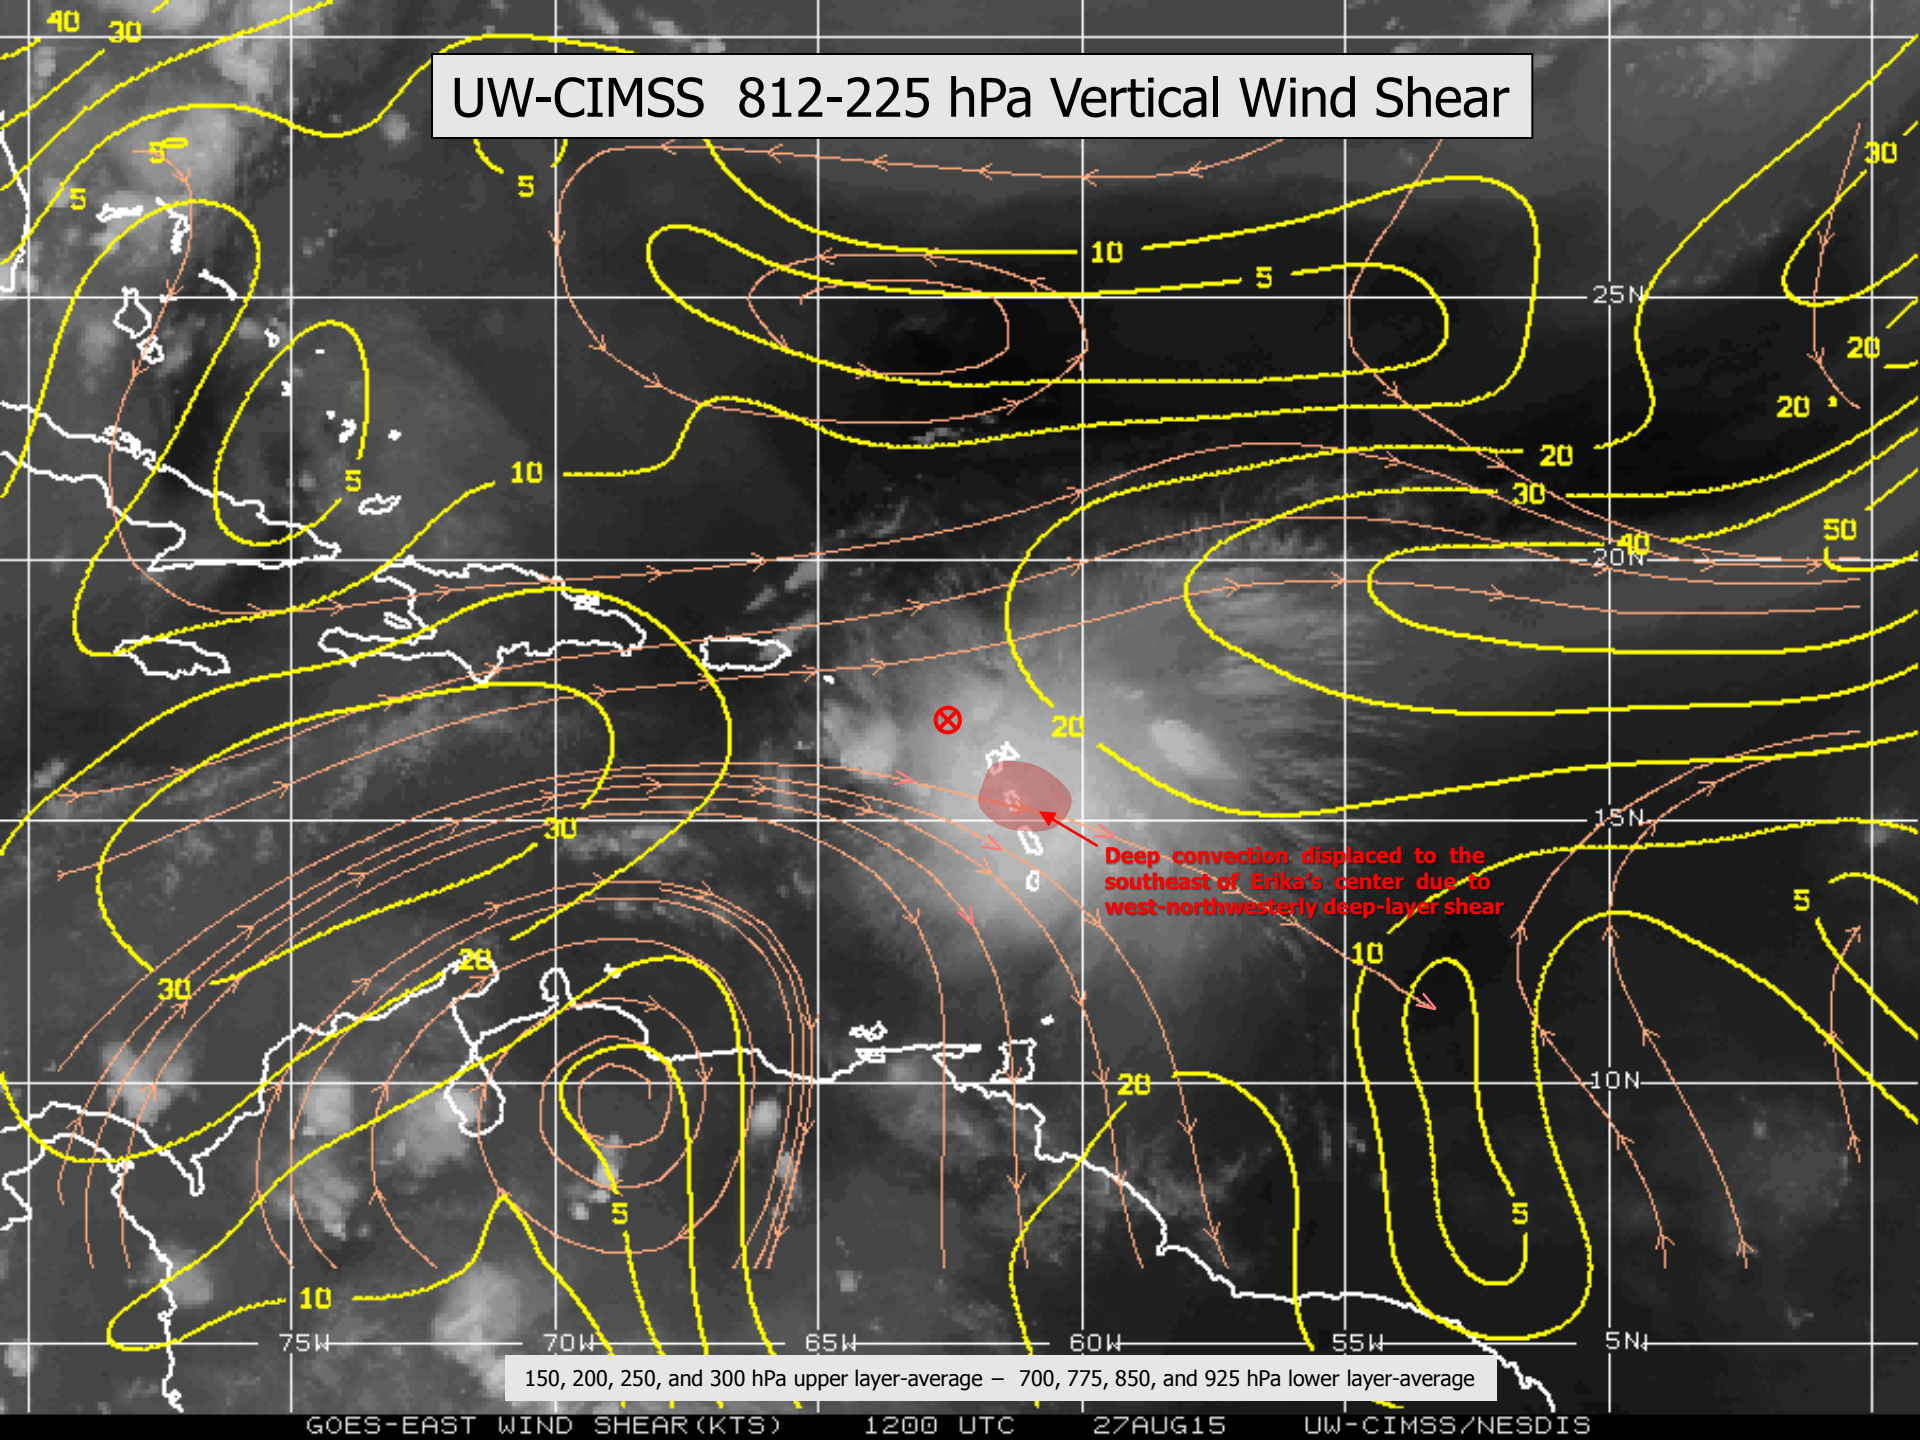 40
30
UW-CIMSS 812-225 hPa Vertical Wind Shear
5
5
5
30
10
5
25N
20
20
10
5
20
30
50
40
20N
20
30
15N
Deep convection displaced to the
southeast of Erika's center due to
west-northwesterly deep-layer shear
5
10
20
30
10N
20
5
5
10
75W 70W 65W 60W 55W 5N
150, 200, 250, and 300 hPa upper layer-average – 700, 775, 850, and 925 hPa lower layer-average
GOES-EAST WIND SHEAR(KTS) 1200 UTC 27AUG15 UW-CIMSS/NESDIS